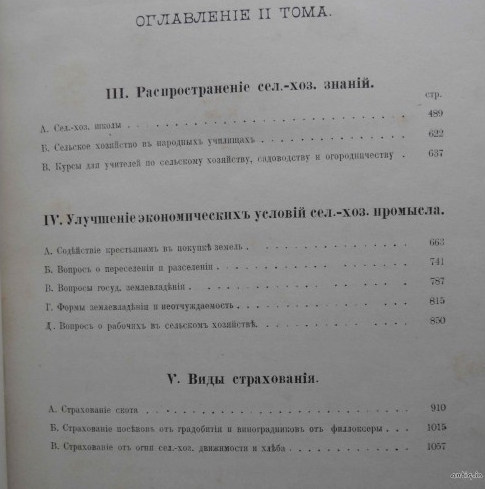 ОГЛАВЛЕНІЕ II ТОМА.
III. Распространеніе сел.-хоз. знаній.
стр.
А. Сел.-хоз. школы . . . . . . . . . . . . . . 489
Б. Сельское хозяйство въ народныхъ училищахъ . . . . . . . . 622
В. Курсы для учителей по сельскому хозяйству, садоводству и огородничеству . 637
IV. Улучшеніе экономическихъ условій сел.-хоз. промысла.
А. Содѣйствіе крестьянамъ въ покупкѣ земель . . . . . . . . 663
Б. Вопросъ о переселеніи и разселеніи . . . . . . . . . . 741
В. Вопросы госуд. землевладѣнія . . . . . . . . . . . 787
Г. Формы землевладѣнія и неотчуждаемость . . . . . . . . . 815
Д. Вопросъ о рабочихъ въ сельскомъ хозяйствѣ. . . . . . . . 850
V. Виды страхованія.
А. Страхованіе скота . . . . . . . . . . . . . 910
Б. Страхованіе посѣвовъ отъ градобитія и виноградниковъ отъ филлоксеры . . 1015
В. Страхованіе отъ огня сел.-хоз. движимости и хлѣба . . . . . . 1057